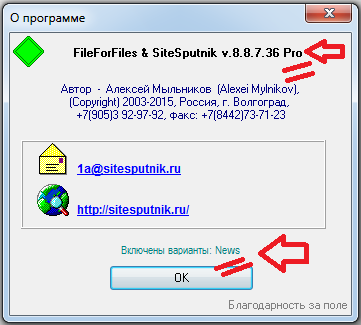 О программе
FileForFiles & SiteSputnik v.8.8.7.36 Pro
Автор - Алексей Мыльников (Alexei Mylnikov),
(Copyright) 2003-2015, Россия, г. Волгоград,
+7(905)3 92-97-92, факс: +7(8442)73-71-23
1a@sitesputnik.ru
http://sitesputnik.ru/
Включены варианты: News
OK
Благодарность за поле